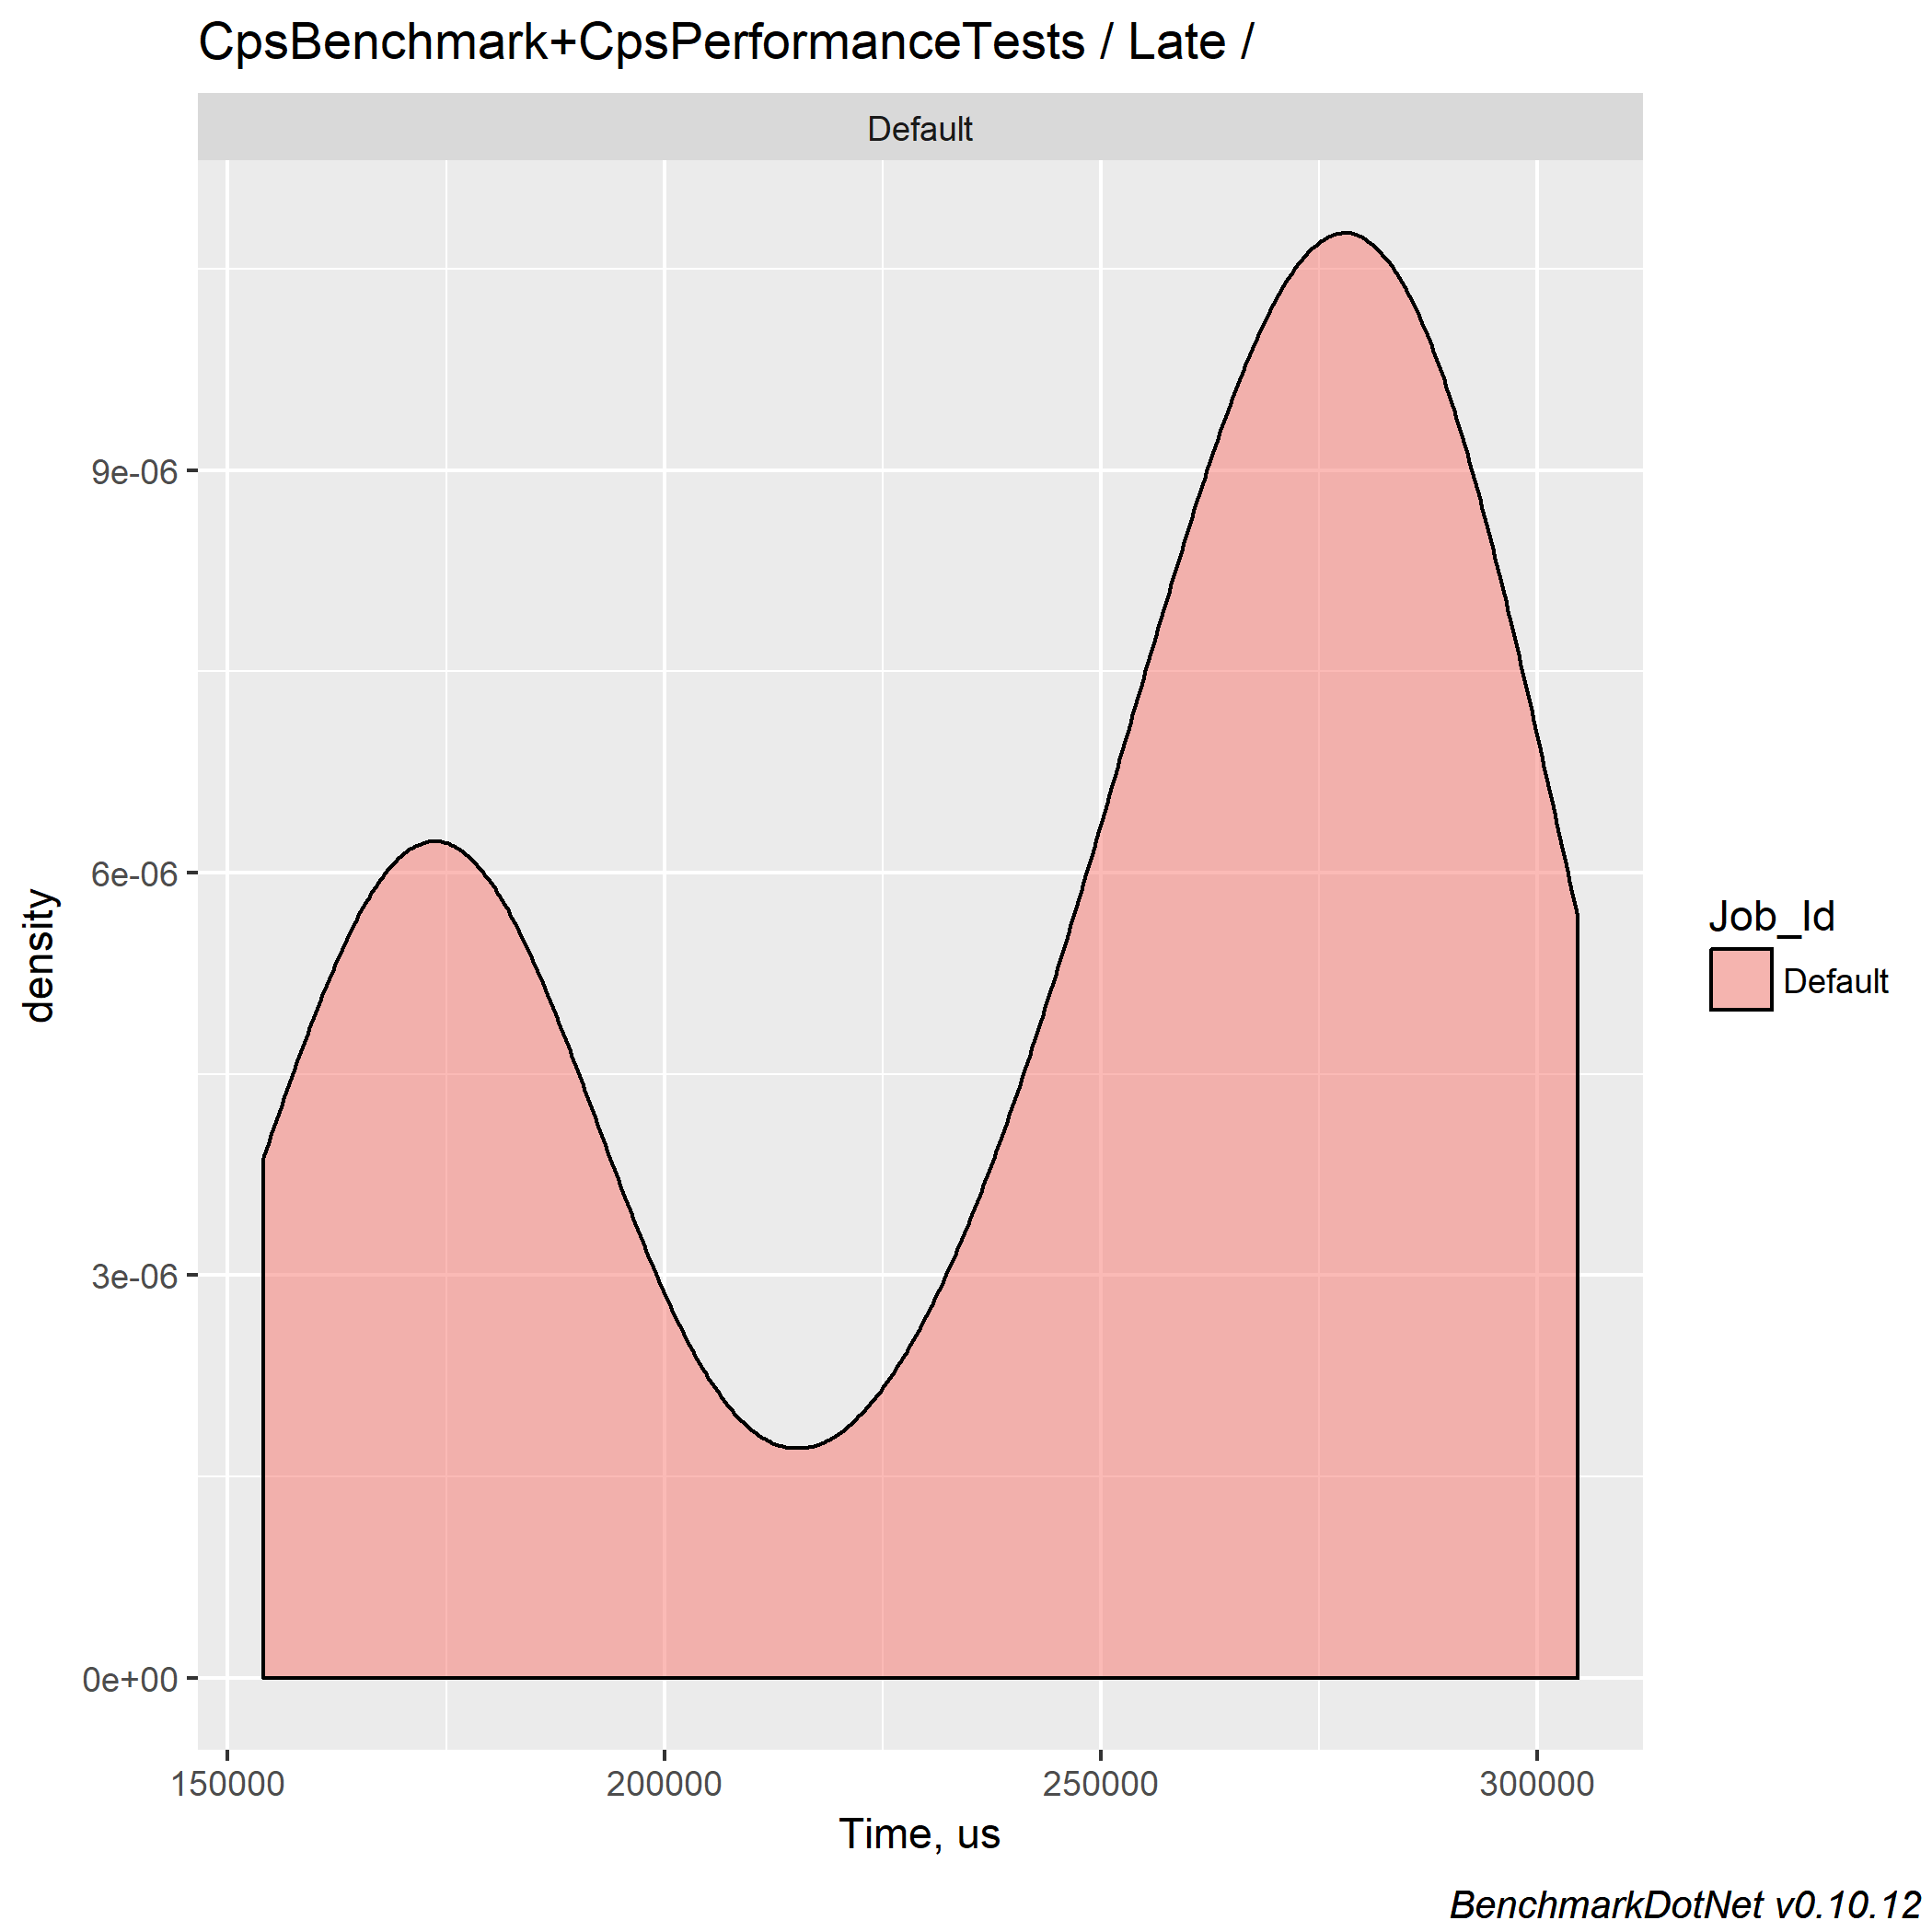 CpsBenchmark+CpsPerformanceTests / Late /
Default
9e-06
6e-06
3e-06
0e+00
density
150000
200000
250000
300000
Time, us
Job_Id
Default
BenchmarkDotNet v0.10.12